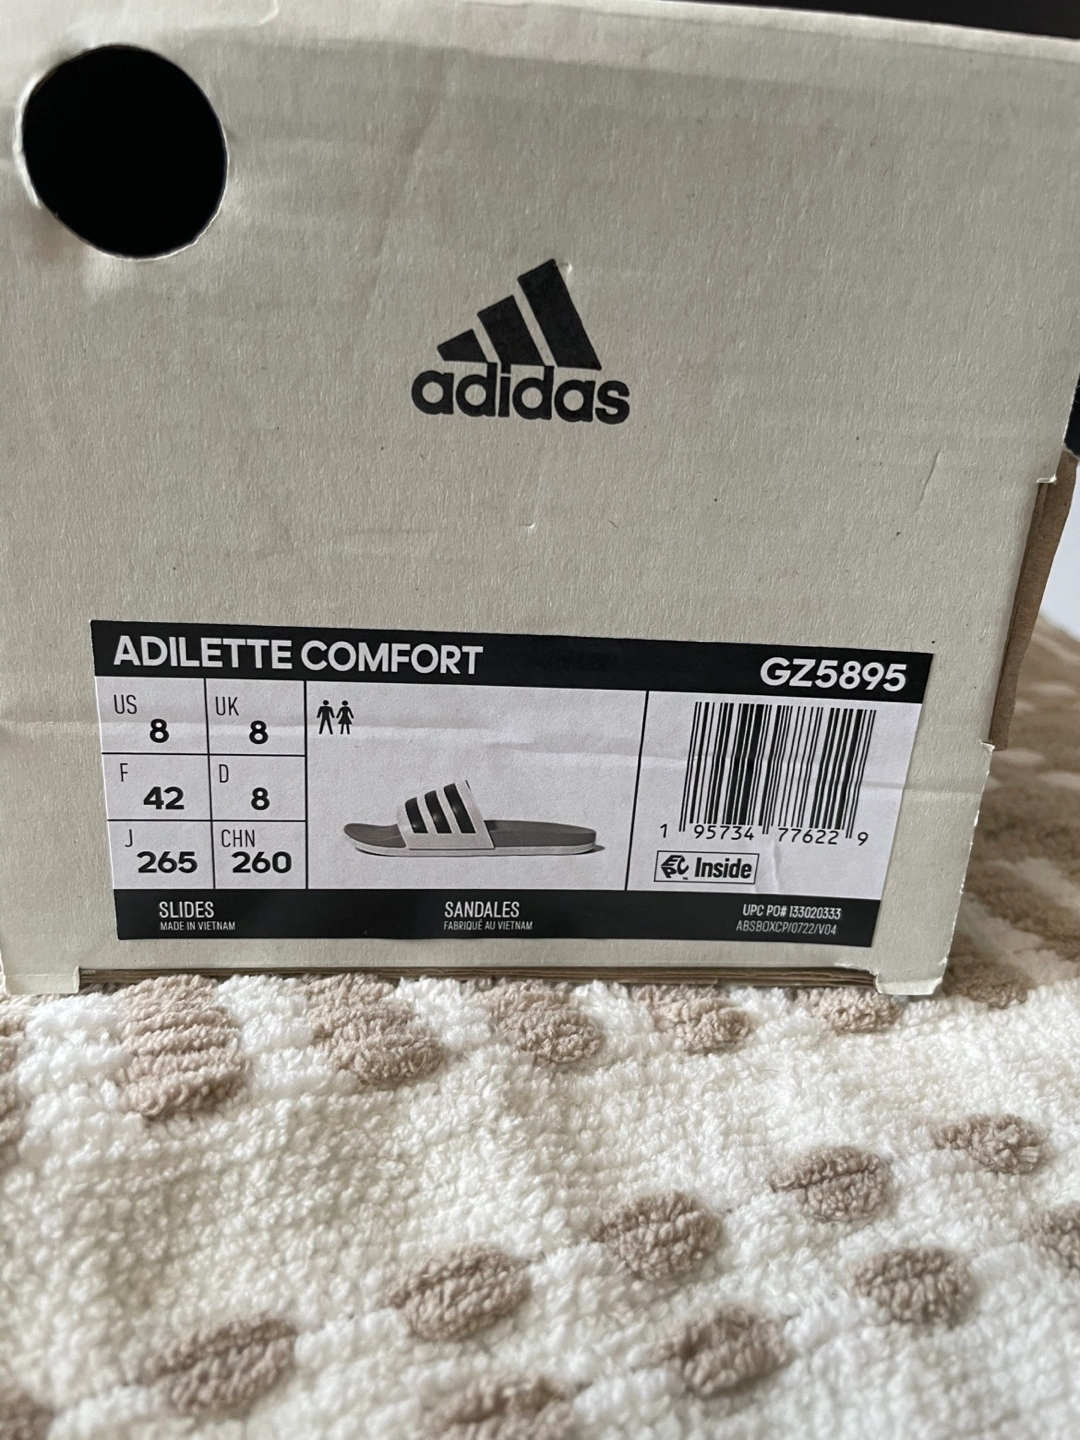 adidas
ADILETTE COMFORT GZ5895
US 8 UK 8
F 42 D 8
J 265 CHN 260
1 95734 77622 9
EPC Inside
SLIDES
MADE IN VIETNAM
SANDALES
FABRIQUÉ AU VIETNAM
UPC PO# 133020333
ABSBOXCP/0722/V04